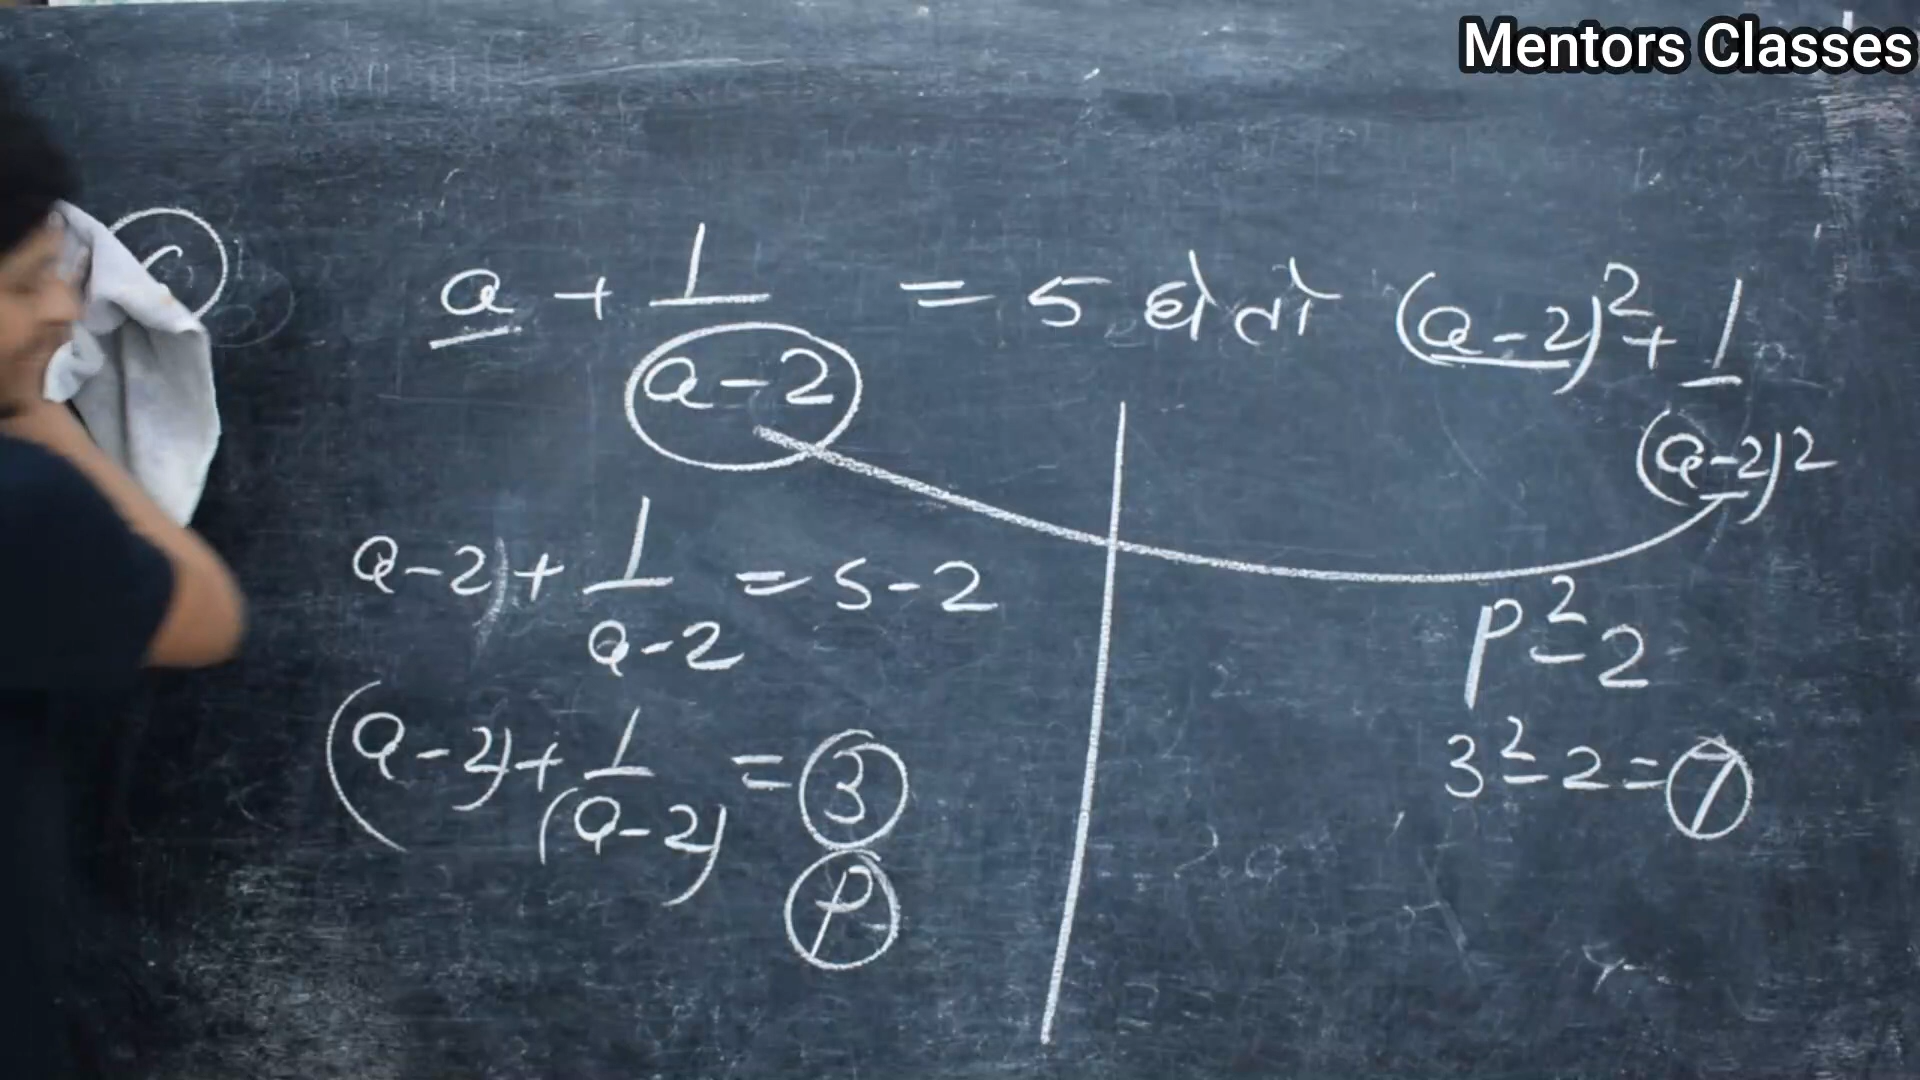 Mentors Classes
a + 1/(a-2) = 5 तो (a-2)² + 1/(a-2)²
a-2) + 1/(a-2) = 5-2
(a-2) + 1/(a-2) = 3
P
P²-2
3²-2=7